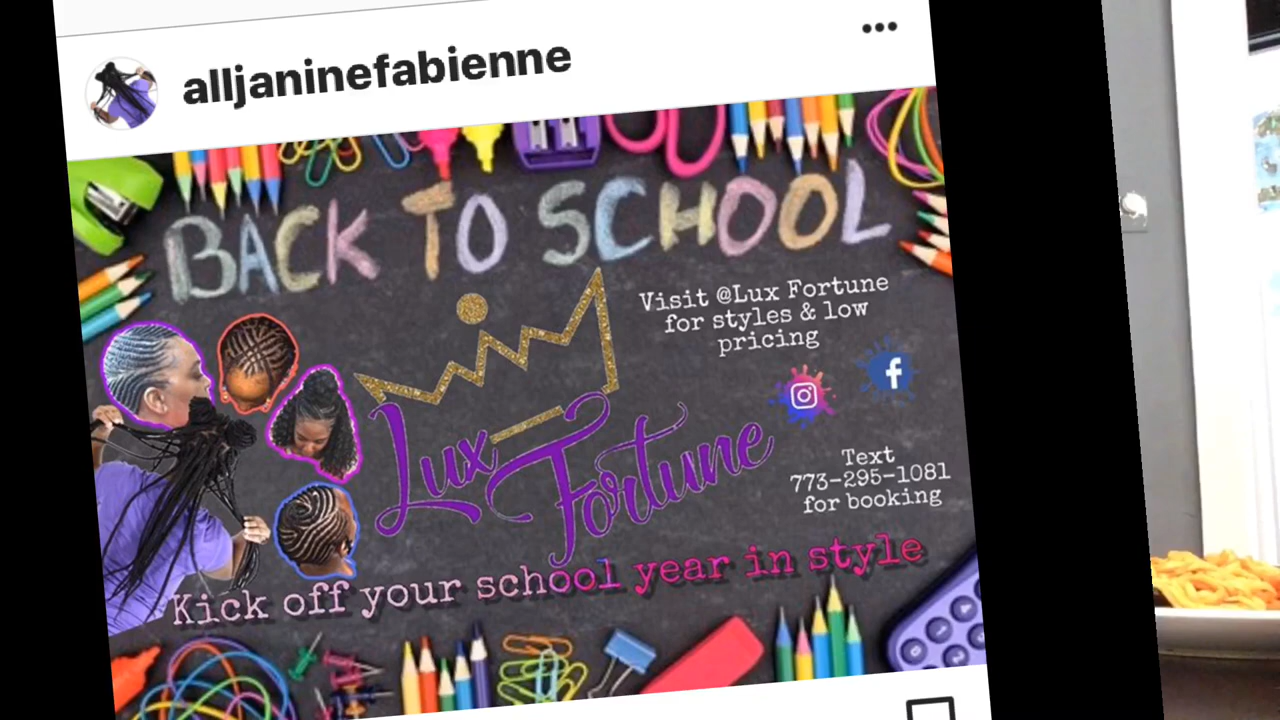 alljaninefabienne
BACK TO SCHOOL
Visit @Lux Fortune
for styles & low
pricing
Lux
Fortune
Text
773-295-1081
for booking
Kick off your school year in style